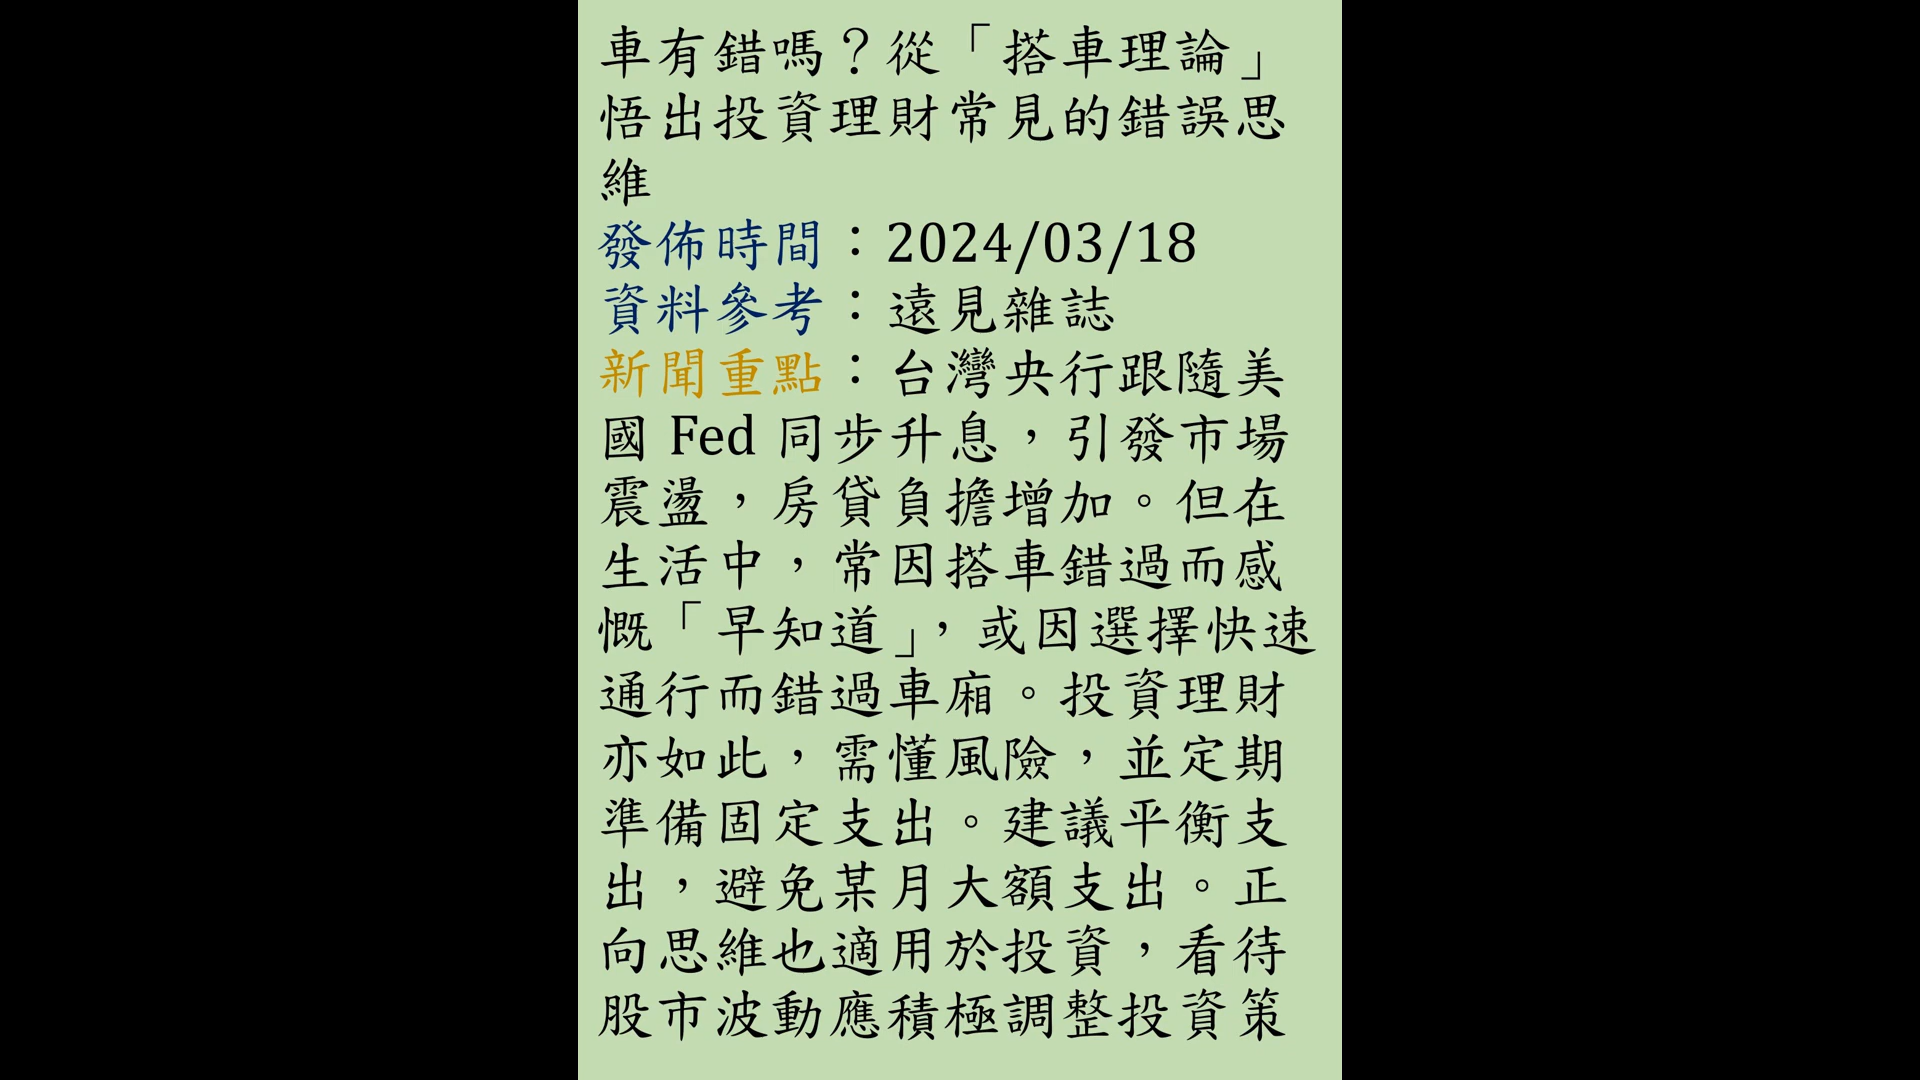 車有錯嗎？從「搭車理論」
悟出投資理財常見的錯誤思
維
發佈時間：2024/03/18
資料參考：遠見雜誌
新聞重點：台灣央行跟隨美
國 Fed 同步升息，引發市場
震盪，房貸負擔增加。但在
生活中，常因搭車錯過而感
慨「早知道」，或因選擇快速
通行而錯過車廂。投資理財
亦如此，需懂風險，並定期
準備固定支出。建議平衡支
出，避免某月大額支出。正
向思維也適用於投資，看待
股市波動應積極調整投資策